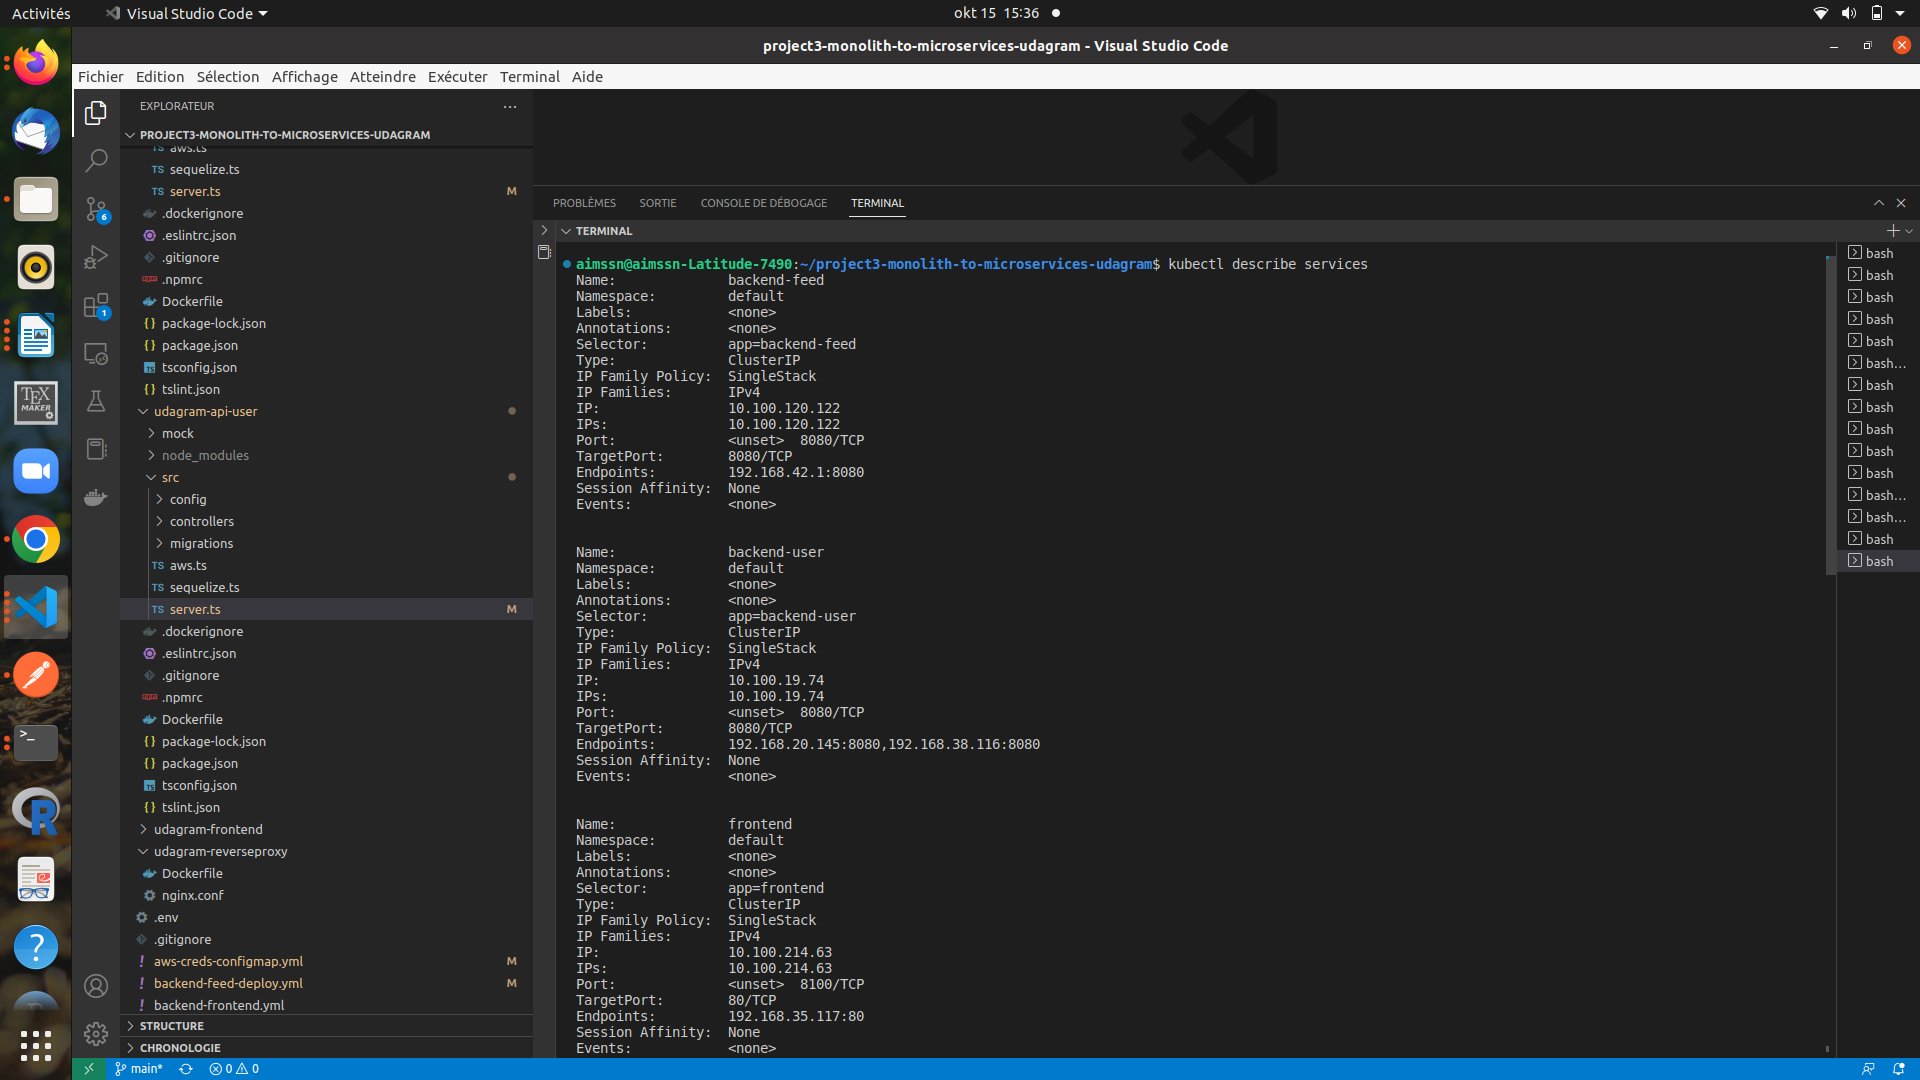 Activités
Visual Studio Code
okt 15 15:36
project3-monolith-to-microservices-udagram - Visual Studio Code
Fichier Edition Sélection Affichage Atteindre Exécuter Terminal Aide
EXPLORATEUR
PROJECT3-MONOLITH-TO-MICROSERVICES-UDAGRAM
TS aws.ts
TS sequelize.ts
TS server.ts M
.dockerignore
.eslintrc.json
.gitignore
.npmrc
Dockerfile
{} package-lock.json
{} package.json
tsconfig.json
{} tslint.json
udagram-api-user
mock
node_modules
src
config
controllers
migrations
TS aws.ts
TS sequelize.ts
TS server.ts M
.dockerignore
.eslintrc.json
.gitignore
.npmrc
Dockerfile
{} package-lock.json
{} package.json
tsconfig.json
{} tslint.json
udagram-frontend
udagram-reverseproxy
Dockerfile
nginx.conf
.env
.gitignore
! aws-creds-configmap.yml M
! backend-feed-deploy.yml M
! backend-frontend.yml
STRUCTURE
CHRONOLOGIE
6
1
TEX MAKER
PROBLÈMES SORTIE CONSOLE DE DÉBOGAGE TERMINAL
TERMINAL
aimssn@aimssn-Latitude-7490:~/project3-monolith-to-microservices-udagram$ kubectl describe services
Name: backend-feed
Namespace: default
Labels: <none>
Annotations: <none>
Selector: app=backend-feed
Type: ClusterIP
IP Family Policy: SingleStack
IP Families: IPv4
IP: 10.100.120.122
IPs: 10.100.120.122
Port: <unset> 8080/TCP
TargetPort: 8080/TCP
Endpoints: 192.168.42.1:8080
Session Affinity: None
Events: <none>
Name: backend-user
Namespace: default
Labels: <none>
Annotations: <none>
Selector: app=backend-user
Type: ClusterIP
IP Family Policy: SingleStack
IP Families: IPv4
IP: 10.100.19.74
IPs: 10.100.19.74
Port: <unset> 8080/TCP
TargetPort: 8080/TCP
Endpoints: 192.168.20.145:8080,192.168.38.116:8080
Session Affinity: None
Events: <none>
Name: frontend
Namespace: default
Labels: <none>
Annotations: <none>
Selector: app=frontend
Type: ClusterIP
IP Family Policy: SingleStack
IP Families: IPv4
IP: 10.100.214.63
IPs: 10.100.214.63
Port: <unset> 8100/TCP
TargetPort: 80/TCP
Endpoints: 192.168.35.117:80
Session Affinity: None
Events: <none>
bash
bash
bash
bash
bash
bash...
bash
bash
bash
bash
bash
bash...
bash...
bash
bash
main* 0 0